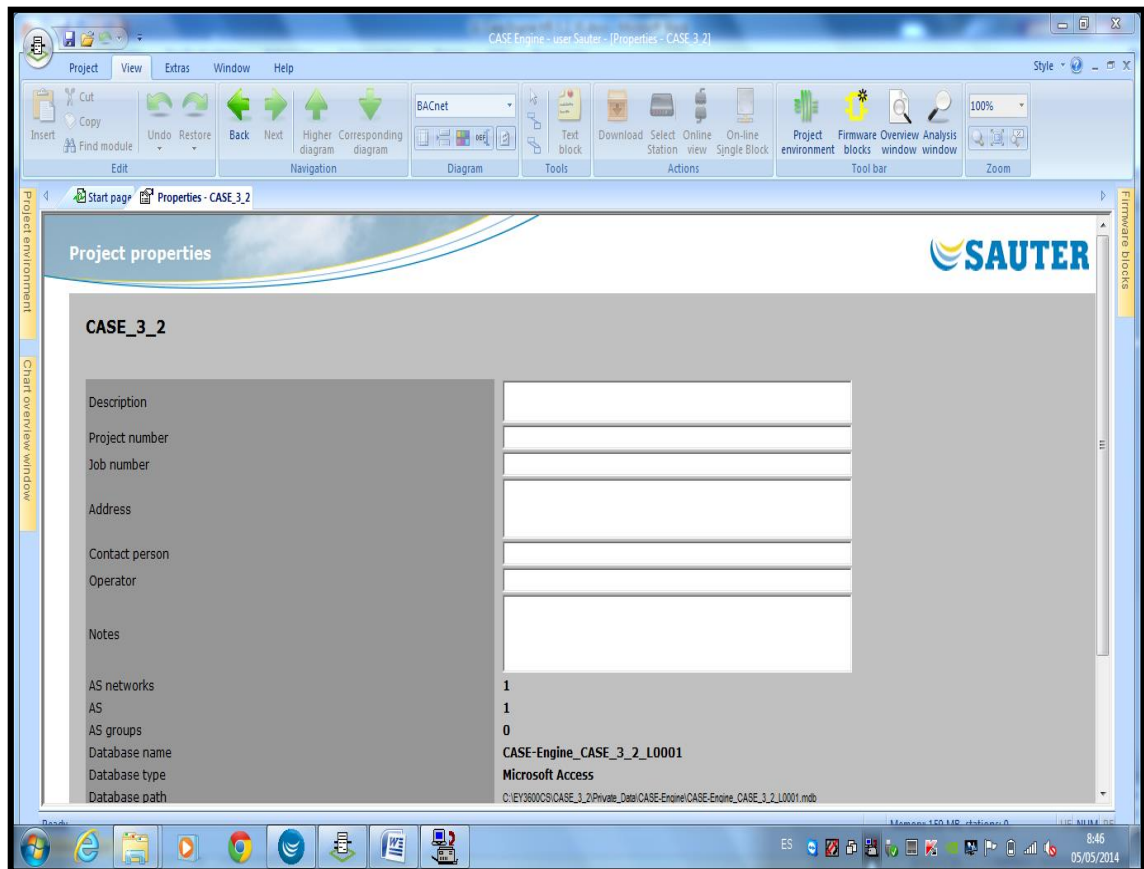 CASE Engine - user Sauter - [Properties - CASE_3_2]
Project View Extras Window Help Style
Insert Cut Copy Find module Undo Restore Back Next Higher diagram Corresponding diagram BACnet Text block Download Select Station Online view On-line Single Block Project environment Firmware blocks Overview window Analysis window 100%
Edit Navigation Diagram Tools Actions Tool bar Zoom
Start page Properties - CASE_3_2
Project environment
Chart overview window
Firmware blocks
Project properties
SAUTER
CASE_3_2
Description
Project number
Job number
Address
Contact person
Operator
Notes
AS networks 1
AS 1
AS groups 0
Database name CASE-Engine_CASE_3_2_L0001
Database type Microsoft Access
Database path C:\EY3600CS\CASE_3_2\Private_Data\CASE-Engine\CASE-Engine_CASE_3_2_L0001.mdb
ES 8:46
05/05/2014